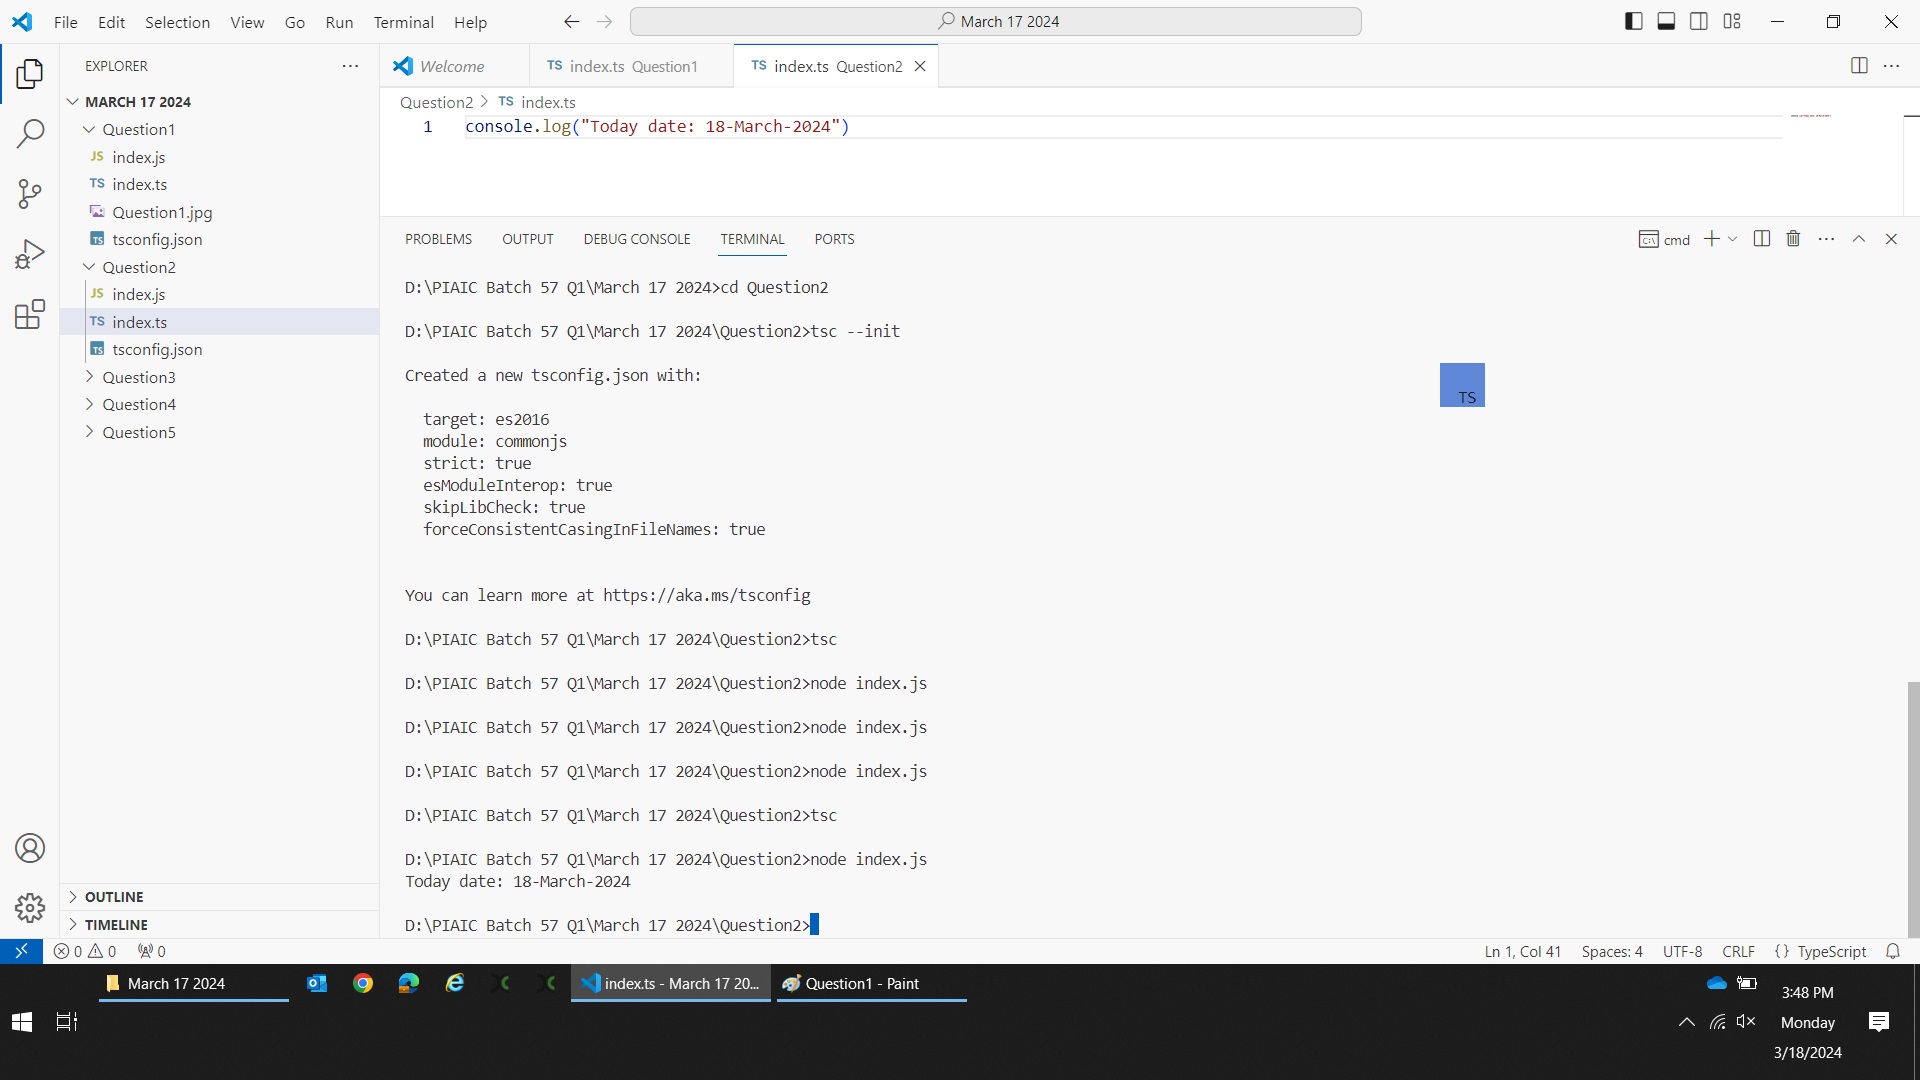 File Edit Selection View Go Run Terminal Help
March 17 2024
EXPLORER
Welcome
TS index.ts Question1
TS index.ts Question2
MARCH 17 2024
Question1
JS index.js
TS index.ts
Question1.jpg
TS tsconfig.json
Question2
JS index.js
TS index.ts
TS tsconfig.json
Question3
Question4
Question5
OUTLINE
TIMELINE
Question2 > TS index.ts
1 console.log("Today date: 18-March-2024")
PROBLEMS OUTPUT DEBUG CONSOLE TERMINAL PORTS
cmd
D:\PIAIC Batch 57 Q1\March 17 2024>cd Question2
D:\PIAIC Batch 57 Q1\March 17 2024\Question2>tsc --init
Created a new tsconfig.json with:
TS
target: es2016
module: commonjs
strict: true
esModuleInterop: true
skipLibCheck: true
forceConsistentCasingInFileNames: true
You can learn more at https://aka.ms/tsconfig
D:\PIAIC Batch 57 Q1\March 17 2024\Question2>tsc
D:\PIAIC Batch 57 Q1\March 17 2024\Question2>node index.js
D:\PIAIC Batch 57 Q1\March 17 2024\Question2>node index.js
D:\PIAIC Batch 57 Q1\March 17 2024\Question2>node index.js
D:\PIAIC Batch 57 Q1\March 17 2024\Question2>tsc
D:\PIAIC Batch 57 Q1\March 17 2024\Question2>node index.js
Today date: 18-March-2024
D:\PIAIC Batch 57 Q1\March 17 2024\Question2>
0 0 0
Ln 1, Col 41 Spaces: 4 UTF-8 CRLF {} TypeScript
March 17 2024
index.ts - March 17 20...
Question1 - Paint
3:48 PM
Monday
3/18/2024